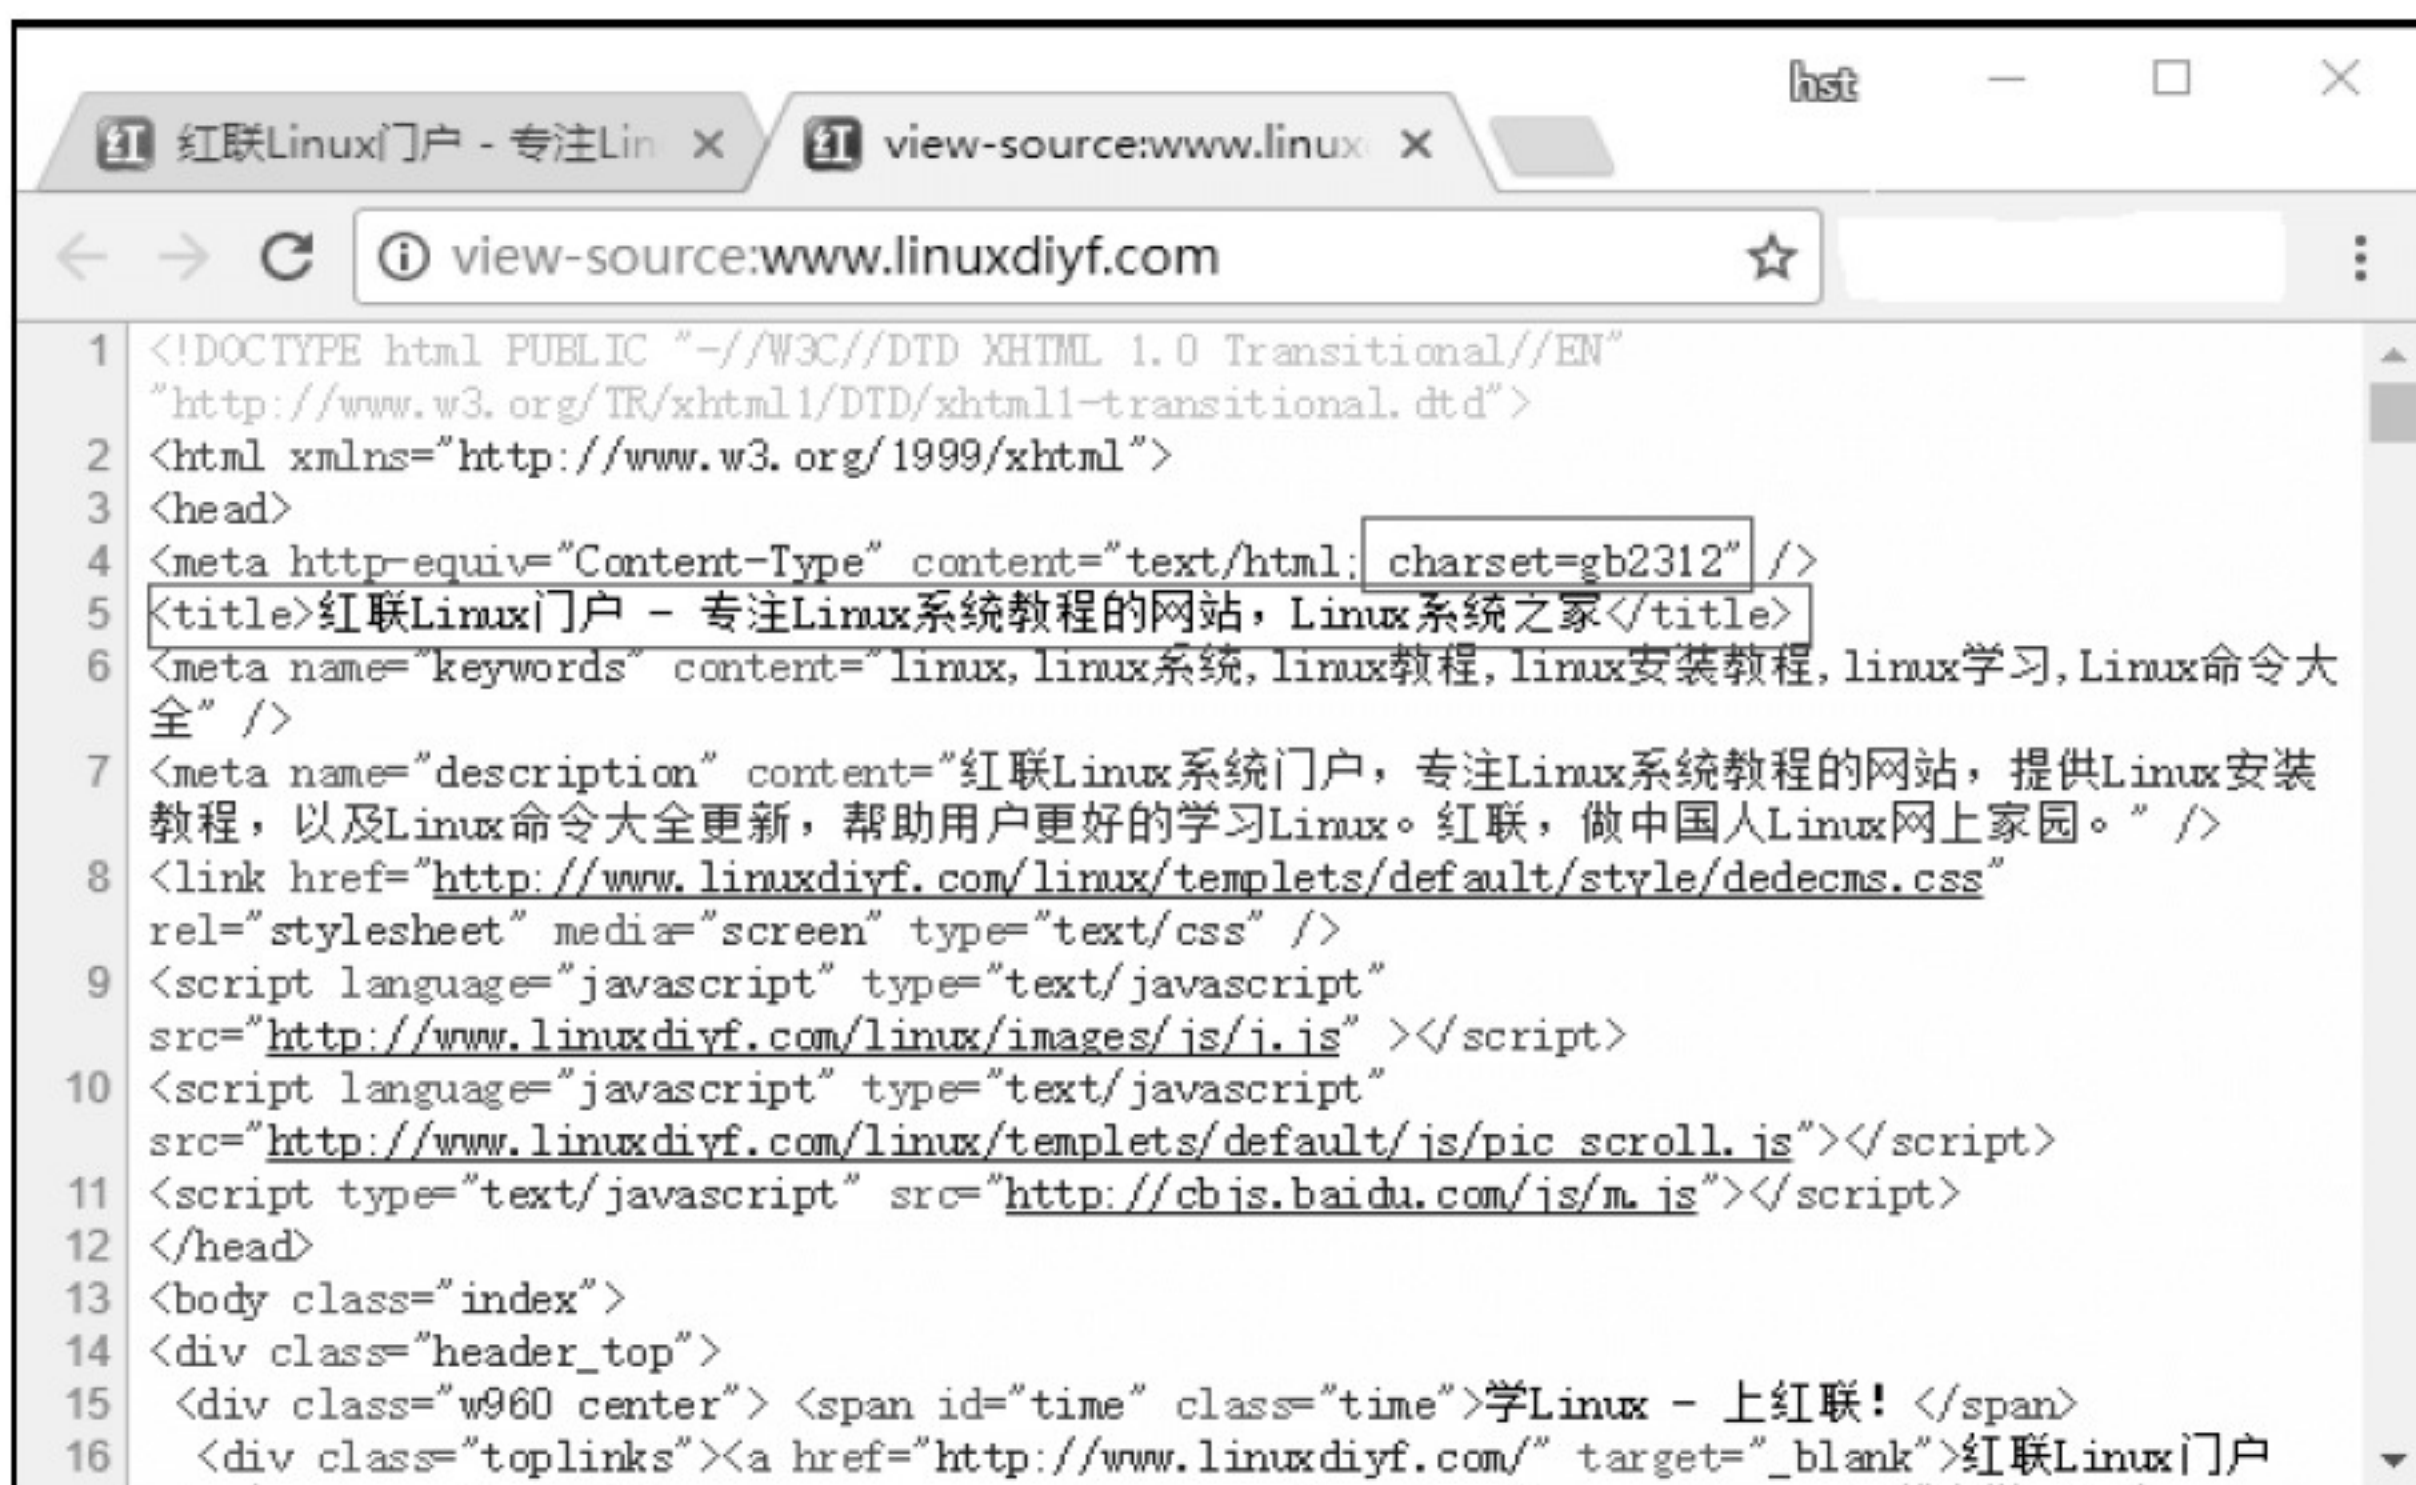 hst
红联Linux门户 - 专注Lin
view-source:www.linux
view-source:www.linuxdiyf.com
1 <!DOCTYPE html PUBLIC "-//W3C//DTD XHTML 1.0 Transitional//EN"
"http://www.w3.org/TR/xhtml1/DTD/xhtml1-transitional.dtd">
2 <html xmlns="http://www.w3.org/1999/xhtml">
3 <head>
4 <meta http-equiv="Content-Type" content="text/html; charset=gb2312" />
5 <title>红联Linux门户 - 专注Linux系统教程的网站，Linux系统之家</title>
6 <meta name="keywords" content="linux,linux系统,linux教程,linux安装教程,linux学习,Linux命令大
全" />
7 <meta name="description" content="红联Linux系统门户，专注Linux系统教程的网站，提供Linux安装
教程，以及Linux命令大全更新，帮助用户更好的学习Linux。红联，做中国人Linux网上家园。" />
8 <link href="http://www.linuxdiyf.com/linux/templets/default/style/dedecms.css"
rel="stylesheet" media="screen" type="text/css" />
9 <script language="javascript" type="text/javascript"
src="http://www.linuxdiyf.com/linux/images/js/j.js" ></script>
10 <script language="javascript" type="text/javascript"
src="http://www.linuxdiyf.com/linux/templets/default/js/pic_scroll.js"></script>
11 <script type="text/javascript" src="http://cbjs.baidu.com/js/m.js"></script>
12 </head>
13 <body class="index">
14 <div class="header_top">
15 <div class="w960 center"> <span id="time" class="time">学Linux - 上红联！</span>
16 <div class="toplinks"><a href="http://www.linuxdiyf.com/" target="_blank">红联Linux门户